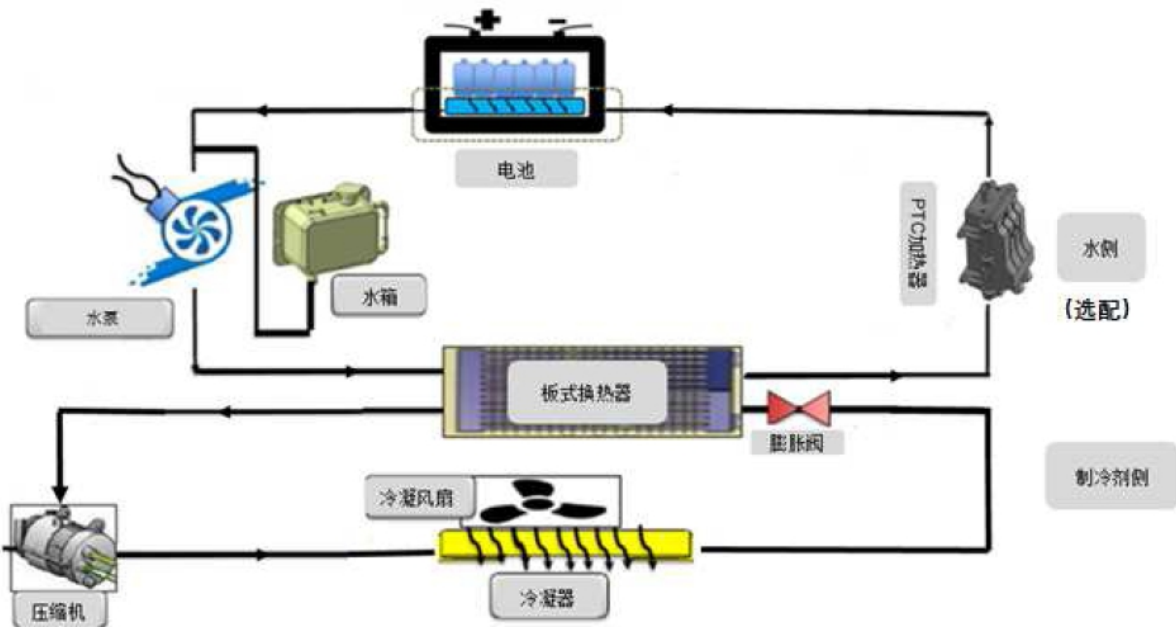 + -
电池
PTC加热器
水侧
(选配)
水箱
水泵
板式换热器
膨胀阀
制冷剂侧
冷凝风扇
冷凝器
压缩机